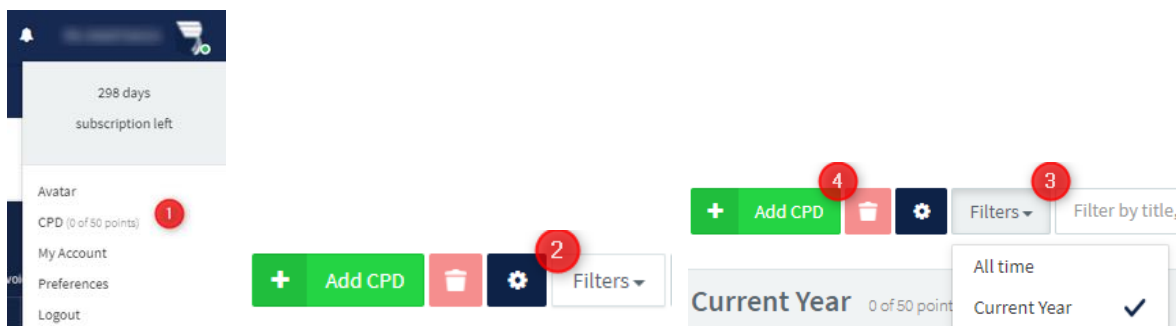 298 days
subscription left
Avatar
CPD (0 of 50 points)
1
My Account
Preferences
Logout
2
+ Add CPD
Filters
4
3
+ Add CPD
Filters
Filter by title,
All time
Current Year 0 of 50 point
Current Year